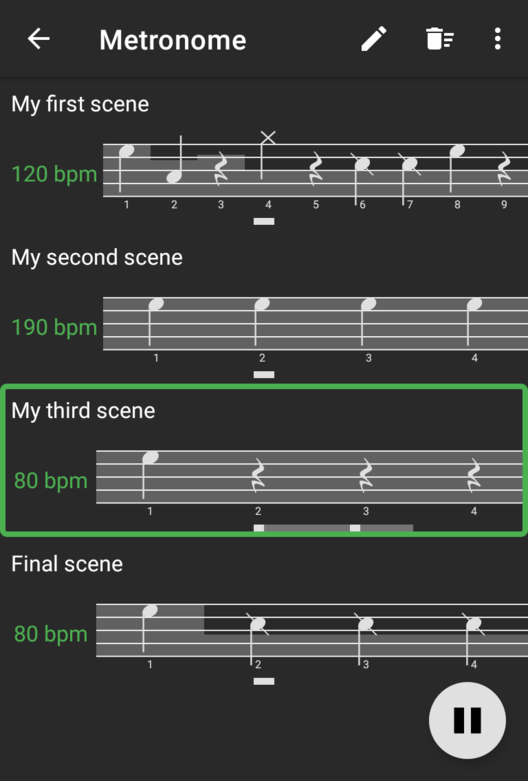 Metronome
My first scene
120 bpm
1 2 3 4 5 6 7 8 9
My second scene
190 bpm
1 2 3 4
My third scene
80 bpm
1 2 3 4
Final scene
80 bpm
1 2 3 4